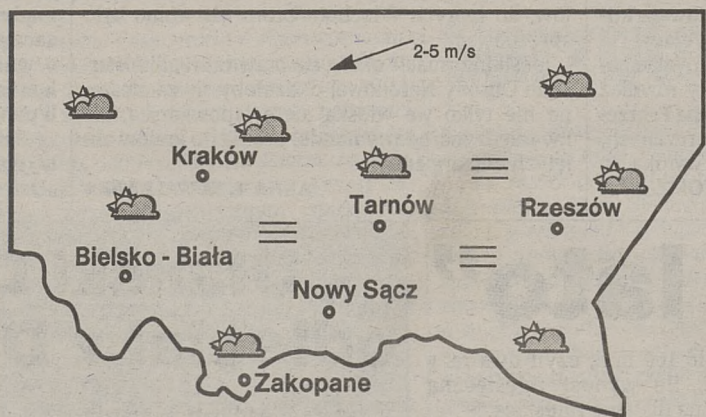 2-5 m/s
Kraków
Tarnów
Rzeszów
Bielsko - Biała
Nowy Sącz
Zakopane